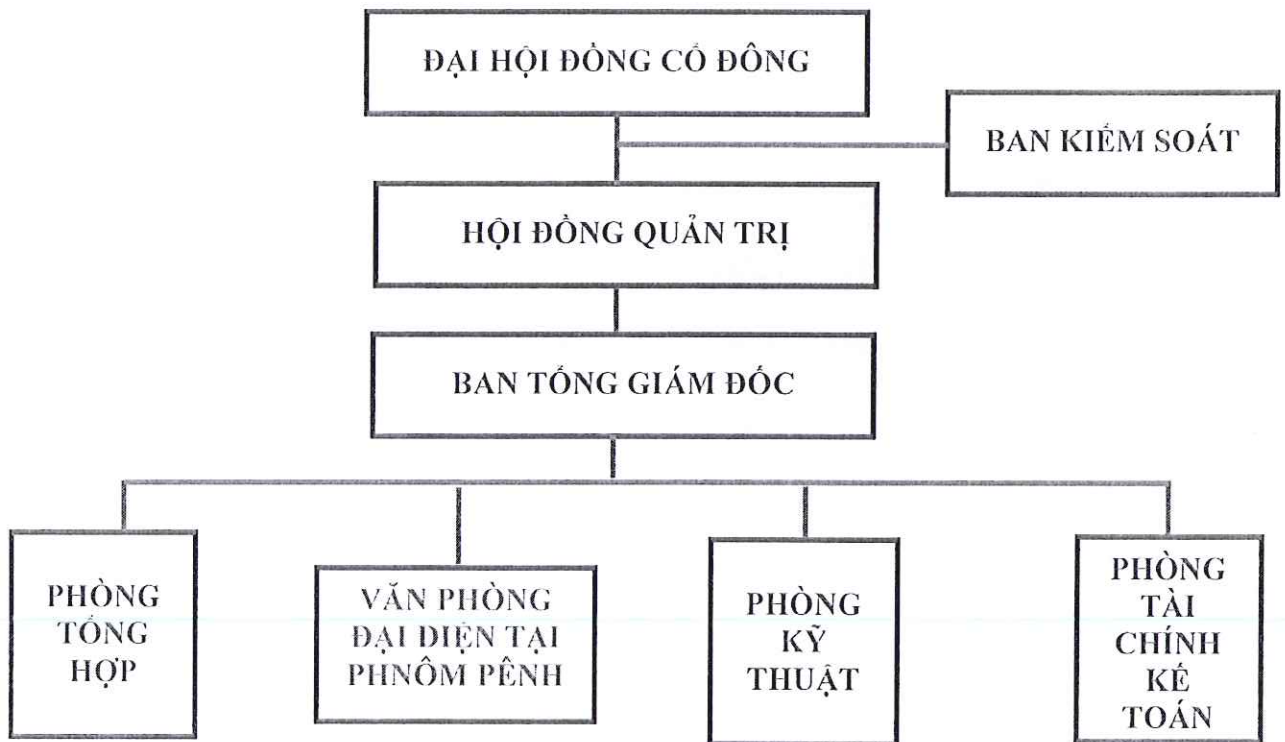 ĐẠI HỘI ĐỒNG CỔ ĐÔNG
BAN KIỂM SOÁT
HỘI ĐỒNG QUẢN TRỊ
BAN TỔNG GIÁM ĐỐC
PHÒNG
TỔNG
HỢP
VĂN PHÒNG
ĐẠI DIỆN TẠI
PHNÔM PÊNH
PHÒNG
KỸ
THUẬT
PHÒNG
TÀI
CHÍNH
KẾ
TOÁN